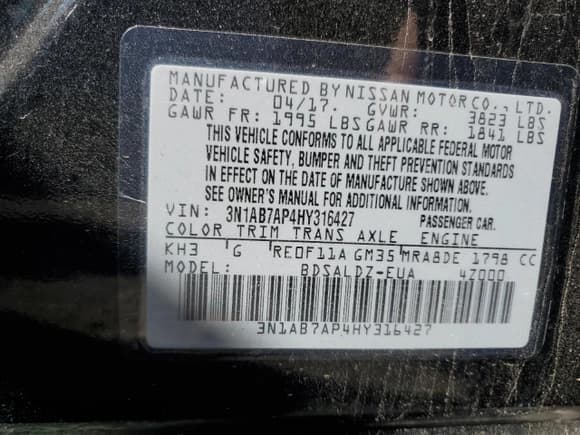 MANUFACTURED BY NISSAN MOTOR CO., LTD.
DATE: 04/17. GVWR: 3823 LBS
GAWR FR: 1995 LBS GAWR RR: 1841 LBS
THIS VEHICLE CONFORMS TO ALL APPLICABLE FEDERAL MOTOR
VEHICLE SAFETY, BUMPER AND THEFT PREVENTION STANDARDS
IN EFFECT ON THE DATE OF MANUFACTURE SHOWN ABOVE.
SEE OWNER'S MANUAL FOR ADDITIONAL INFORMATION.
VIN: 3N1AB7AP4HY316427 PASSENGER CAR.
COLOR TRIM TRANS AXLE ENGINE
KH3 G RE0F11A GM35 MRA8DE 1798 CC
MODEL: BDSALDZ-EUA 4Z000
3N1AB7AP4HY316427